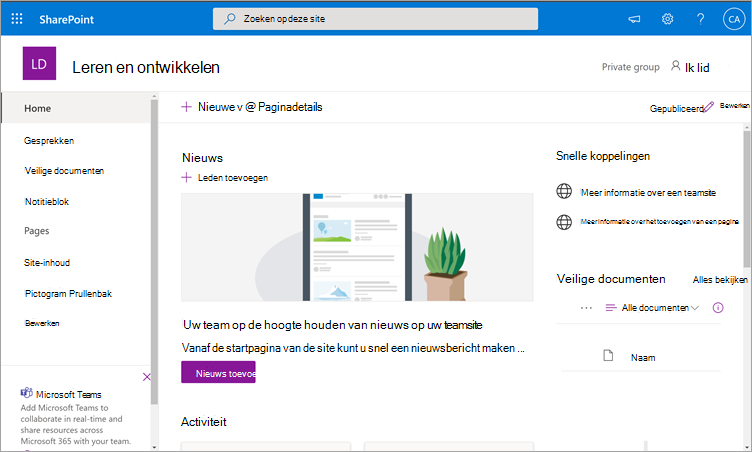 SharePoint
Zoeken op deze site
CA
LD
Leren en ontwikkelen
Private group
Ik lid
Home
Gesprekken
Veilige documenten
Notitieblok
Pages
Site-inhoud
Pictogram Prullenbak
Bewerken
Microsoft Teams
Add Microsoft Teams to
collaborate in real-time and
share resources across
Microsoft 365 with your team.
+ Nieuwe v @ Paginadetails
Gepubliceerd
Bewerken
Nieuws
+ Leden toevoegen
Uw team op de hoogte houden van nieuws op uw teamsite
Vanaf de startpagina van de site kunt u snel een nieuwsbericht maken ...
Nieuws toevoe
Activiteit
Snelle koppelingen
Meer informatie over een teamsite
Meer informatie over het toevoegen van een pagina
Veilige documenten
Alles bekijken
... Alle documenten
Naam